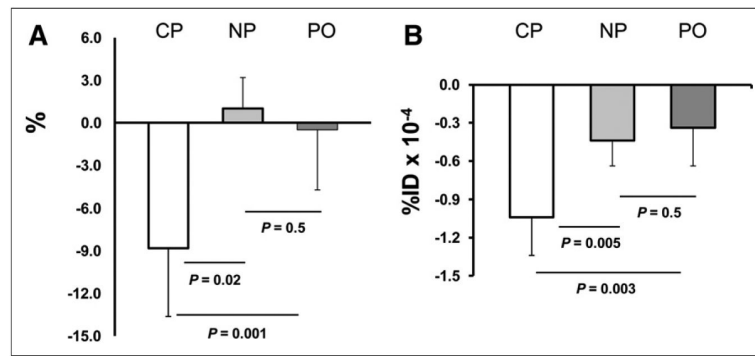 A
CP NP PO
%
6.0
3.0
0.0
-3.0
-6.0
-9.0
-12.0
-15.0
P = 0.5
P = 0.02
P = 0.001
B
CP NP PO
%ID x 10-4
0.0
-0.3
-0.6
-0.9
-1.2
-1.5
P = 0.5
P = 0.005
P = 0.003